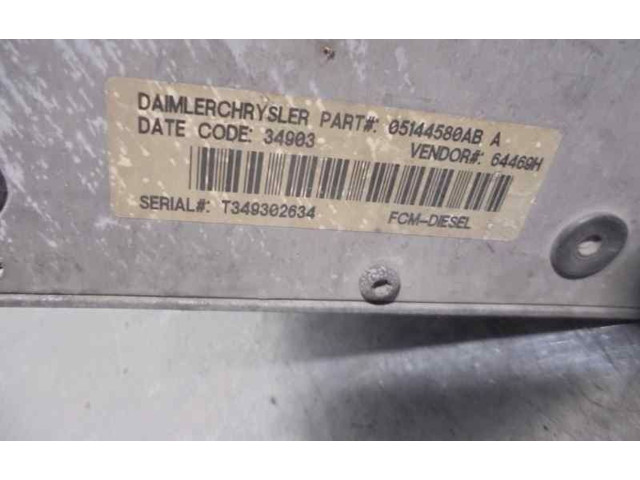 DAIMLERCHRYSLER PART#: 05144580AB A
DATE CODE: 34903 VENDOR#: 64469H
SERIAL#: T349302634 FCM-DIESEL